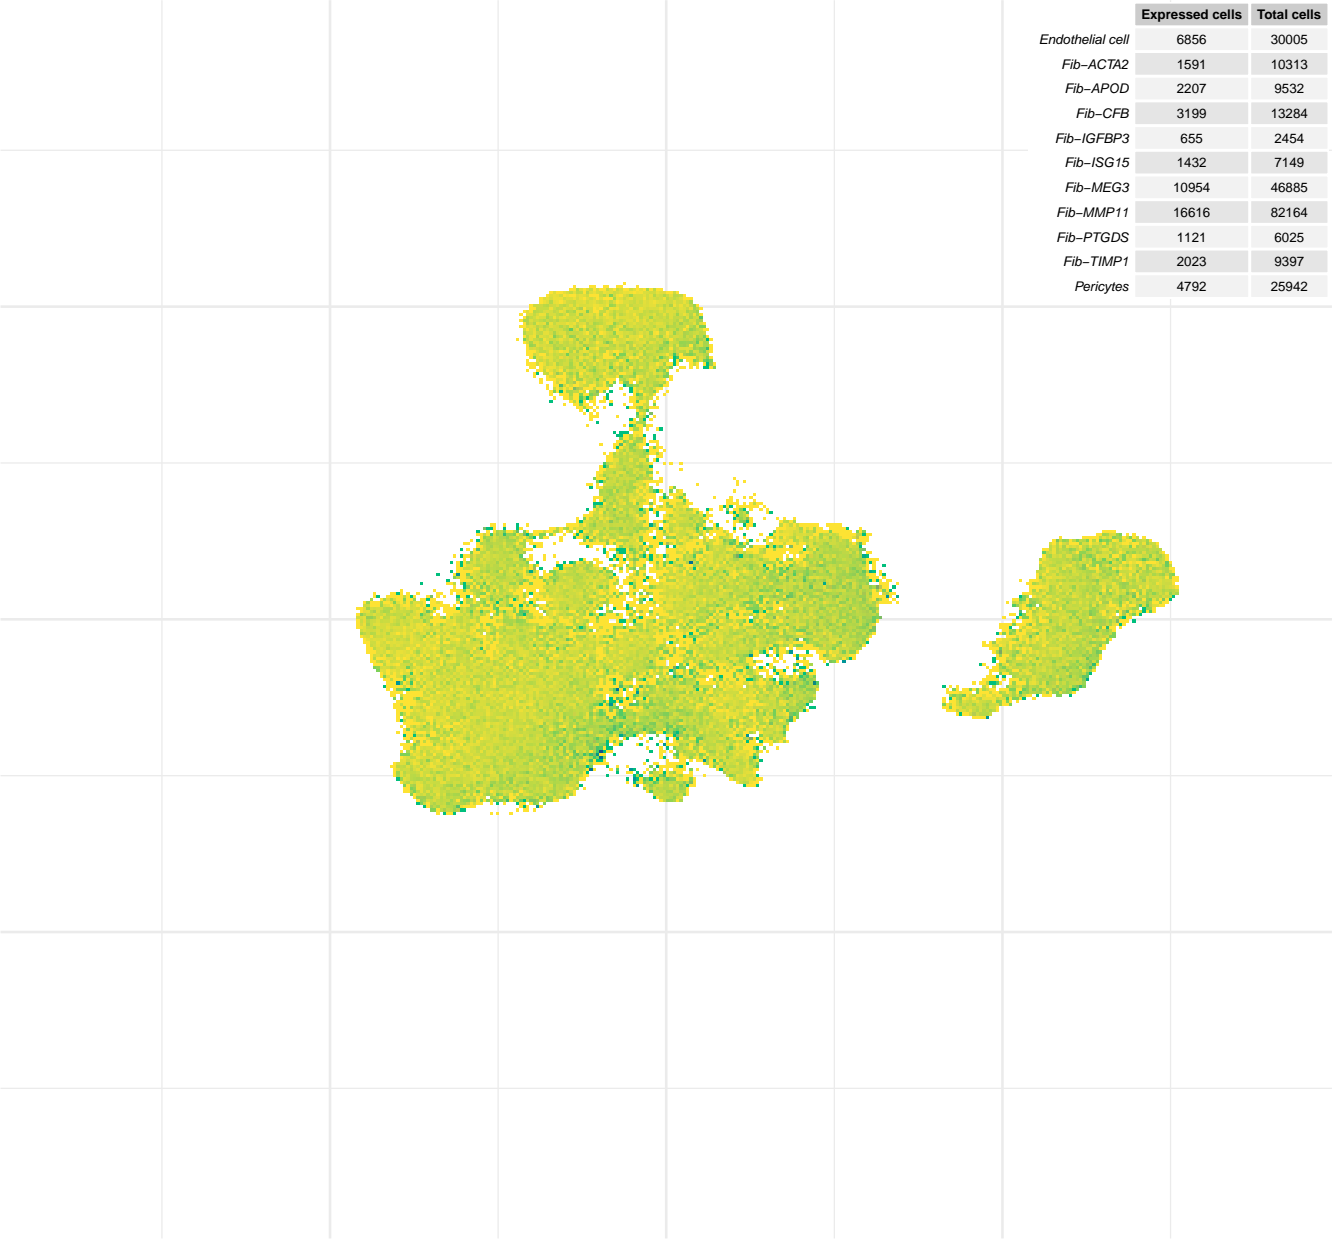 Expressed cells Total cells
Endothelial cell 6856 30005
Fib−ACTA2 1591 10313
Fib−APOD 2207 9532
Fib−CFB 3199 13284
Fib−IGFBP3 655 2454
Fib−ISG15 1432 7149
Fib−MEG3 10954 46885
Fib−MMP11 16616 82164
Fib−PTGDS 1121 6025
Fib−TIMP1 2023 9397
Pericytes 4792 25942